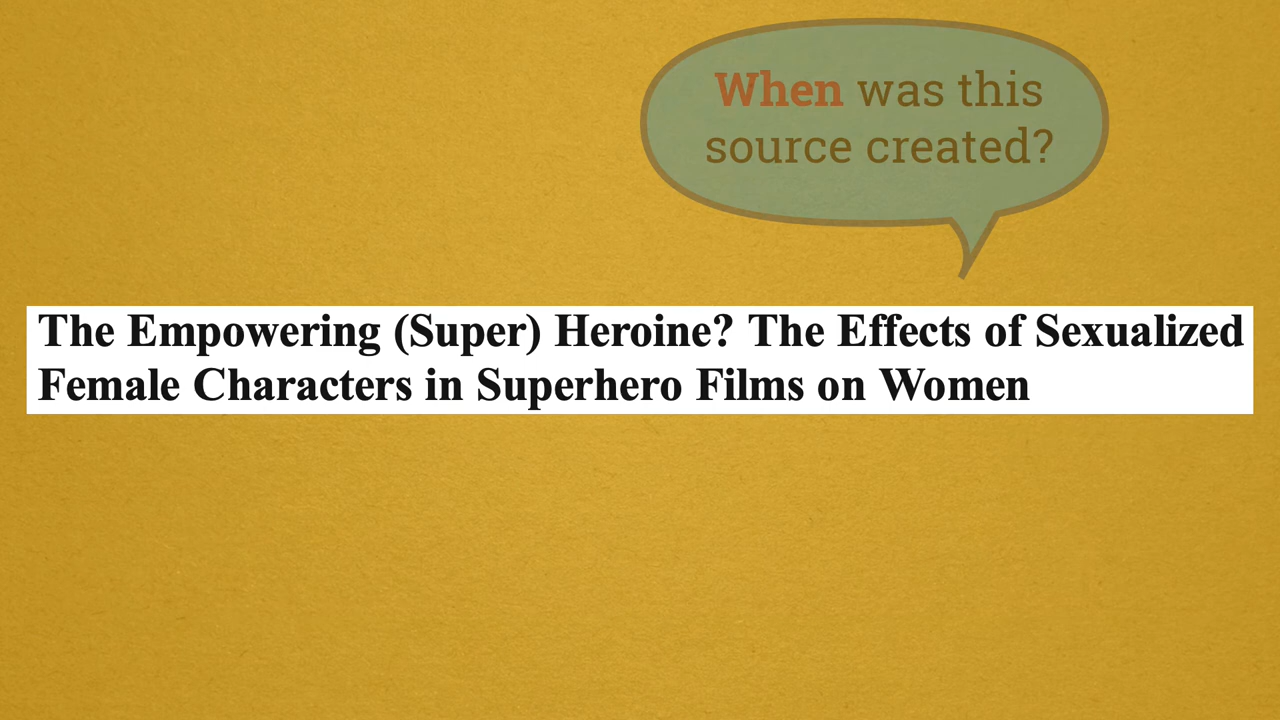 When was this
source created?
The Empowering (Super) Heroine? The Effects of Sexualized
Female Characters in Superhero Films on Women